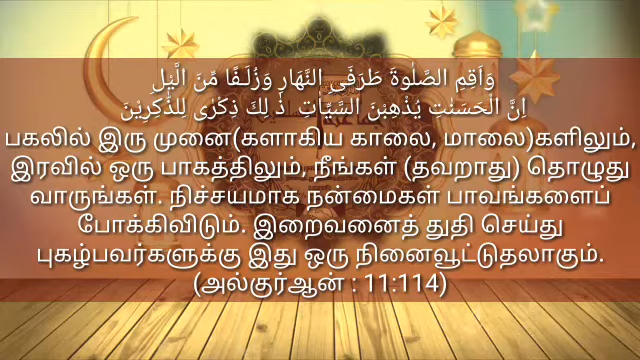 وَاَقِمِ الصَّلٰوةَ طَرَفَىِ النَّهَارِ وَزُلَـفًا مِّنَ الَّيْلِ
اِنَّ الْحَسَنٰتِ يُذْهِبْنَ السَّيِّاٰتِ ذٰ لِكَ ذِكْرٰى لِلذّٰكِرِيْنَ
பகலில் இரு முனை(களாகிய காலை, மாலை)களிலும்,
இரவில் ஒரு பாகத்திலும், நீங்கள் (தவறாது) தொழுது
வாருங்கள். நிச்சயமாக நன்மைகள் பாவங்களைப்
போக்கிவிடும். இறைவனைத் துதி செய்து
புகழ்பவர்களுக்கு இது ஒரு நினைவூட்டுதலாகும்.
(அல்குர்ஆன் : 11:114)